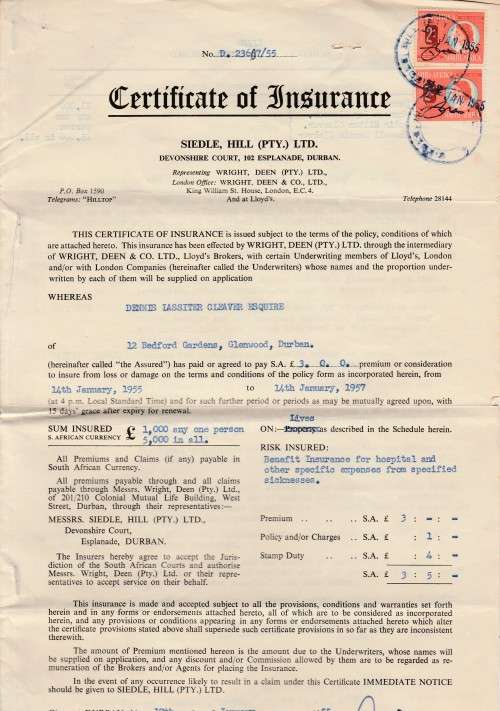 No. D. 23687/55
Certificate of Insurance
SIEDLE, HILL (PTY.) LTD.
DEVONSHIRE COURT, 102 ESPLANADE, DURBAN.
Representing WRIGHT, DEEN (PTY.) LTD.,
London Office: WRIGHT, DEEN & CO., LTD.,
P.O. Box 1590 King William St. House, London, E.C. 4.
Telegrams: "HILLTOP" And at Lloyd's. Telephone 28144
THIS CERTIFICATE OF INSURANCE is issued subject to the terms of the policy, conditions of which
are attached hereto. This insurance has been effected by WRIGHT, DEEN (PTY.) LTD. through the intermediary
of WRIGHT, DEEN & CO. LTD., Lloyd's Brokers, with certain Underwriting members of Lloyd's, London
and/or with London Companies (hereinafter called the Underwriters) whose names and the proportion under-
written by each of them will be supplied on application
WHEREAS
DENNIS LASSITER CLEAVER ESQUIRE
of 12 Bedford Gardens, Glenwood, Durban.
(hereinafter called "the Assured") has paid or agreed to pay S.A. £ 3. 0. 0. premium or consideration
to insure from loss or damage on the terms and conditions of the policy form as incorporated herein, from
14th January, 1955 to 14th January, 1957
(at 4 p.m. Local Standard Time) and for such further period or periods as may be mutually agreed upon, with
15 days' grace after expiry for renewal.
SUM INSURED
S. AFRICAN CURRENCY
£ 1,000 any one person
5,000 in all.
Lives
ON:—Property as described in the Schedule herein.
RISK INSURED:
Benefit Insurance for hospital and
other specific expenses from specified
sicknesses.
All Premiums and Claims (if any) payable in
South African Currency.
All premiums payable through and all claims
payable through Messrs. Wright, Deen (Pty.) Ltd.,
of 201/210 Colonial Mutual Life Building, West
Street, Durban, through their representatives:—
MESSRS. SIEDLE, HILL (PTY.) LTD.,
Devonshire Court,
Esplanade, DURBAN.
The Insurers hereby agree to accept the Juris-
diction of the South African Courts and authorise
Messrs. Wright, Deen (Pty.) Ltd. or their repre-
sentatives to accept service on their behalf.
Premium .. .. .. S.A. £ 3 : - : -
Policy and/or Charges .. S.A. £ : 1 : -
Stamp Duty .. .. S.A. £ : 4 : -
S.A. £ 3 : 5 : -
This insurance is made and accepted subject to all the provisions, conditions and warranties set forth
herein and in any forms or endorsements attached hereto, all of which are to be considered as incorporated
herein, and any provisions or conditions appearing in any forms or endorsements attached hereto which alter
the certificate provisions stated above shall supersede such certificate provisions in so far as they are inconsistent
therewith.
The amount of Premium mentioned hereon is the amount due to the Underwriters, whose names will
be supplied on application, and any discount and/or Commission allowed by them are to be regarded as re-
muneration of the Brokers and/or Agents for placing the Insurance.
In the event of any occurrence likely to result in a claim under this Certificate IMMEDIATE NOTICE
should be given to SIEDLE, HILL (PTY.) LTD.